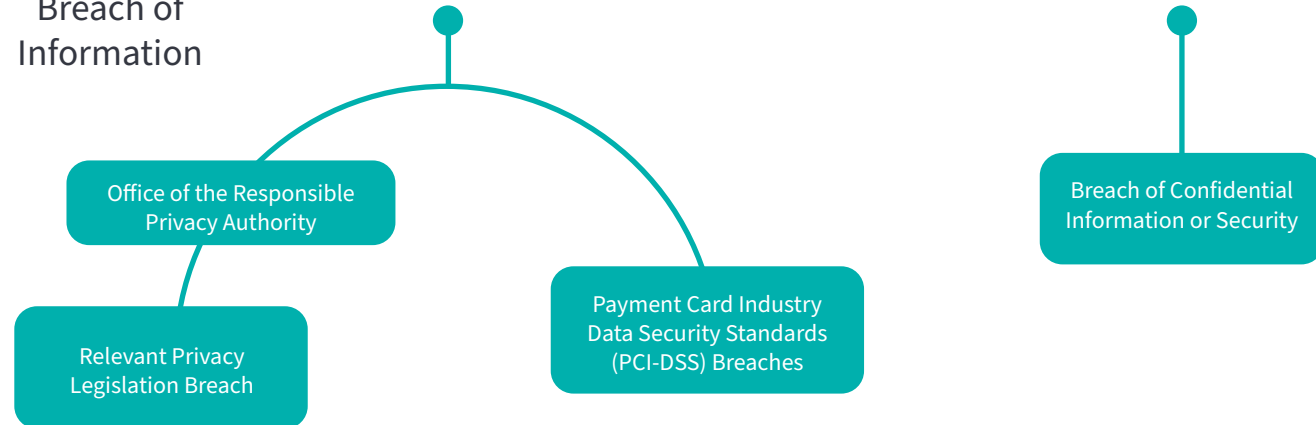 Breach of
Information
Office of the Responsible
Privacy Authority
Relevant Privacy
Legislation Breach
Payment Card Industry
Data Security Standards
(PCI-DSS) Breaches
Breach of Confidential
Information or Security